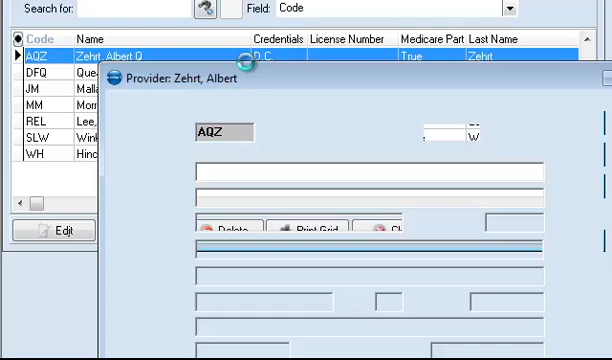 Search for: Field: Code
Code Name Credentials License Number Medicare Part Last Name
AQZ Zehrt, Albert Q D.C. True Zehrt
DFQ
JM
MM
REL Lee,
SLW
WH
Provider: Zehrt, Albert
AQZ
Delete Print Grid
Edit